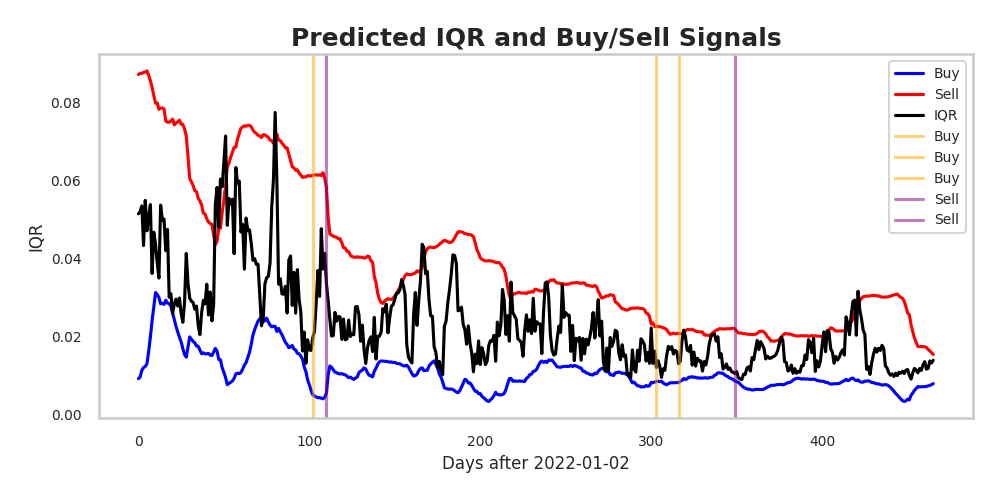 Predicted IQR and Buy/Sell Signals
Buy
Sell
IQR
Buy
Buy
Buy
Sell
Sell
0.08
0.06
0.04
0.02
0.00
IQR
0 100 200 300 400
Days after 2022-01-02